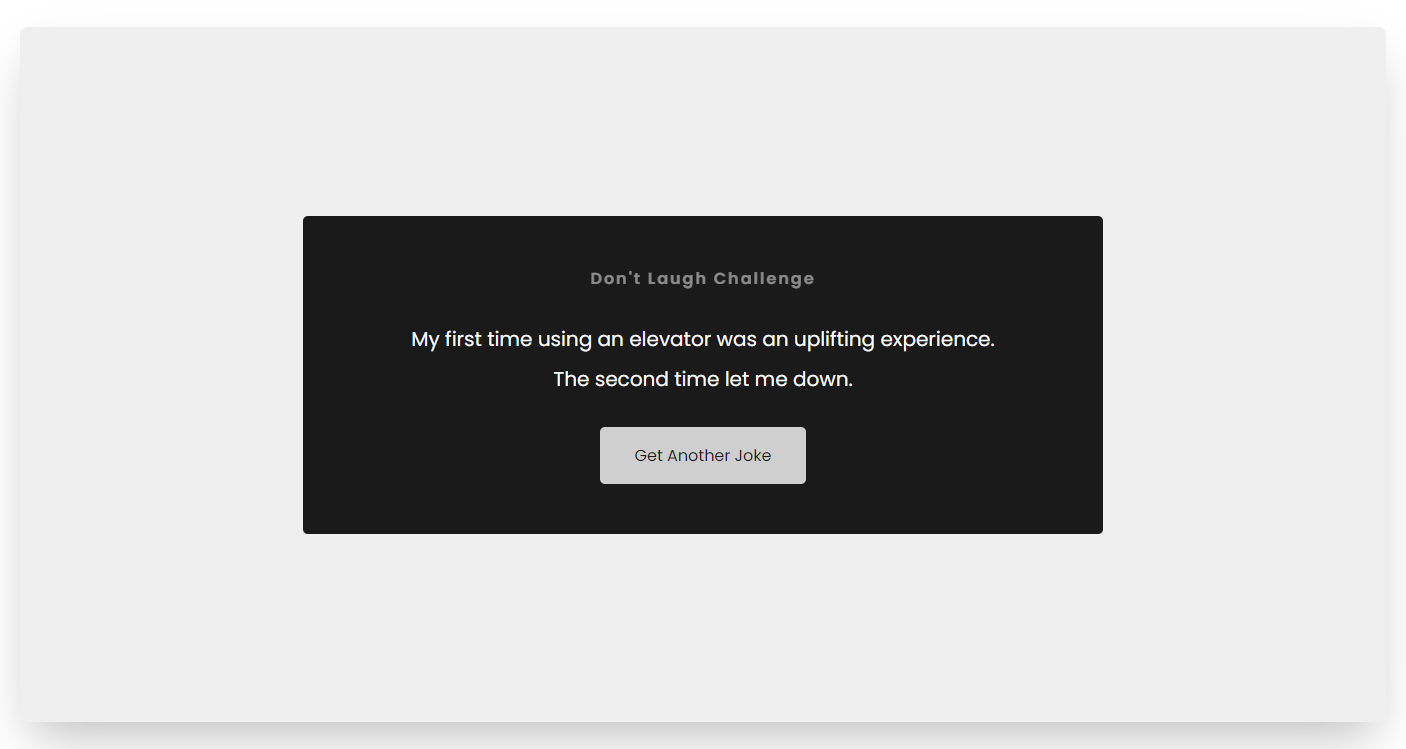 Don't Laugh Challenge
My first time using an elevator was an uplifting experience.
The second time let me down.
Get Another Joke